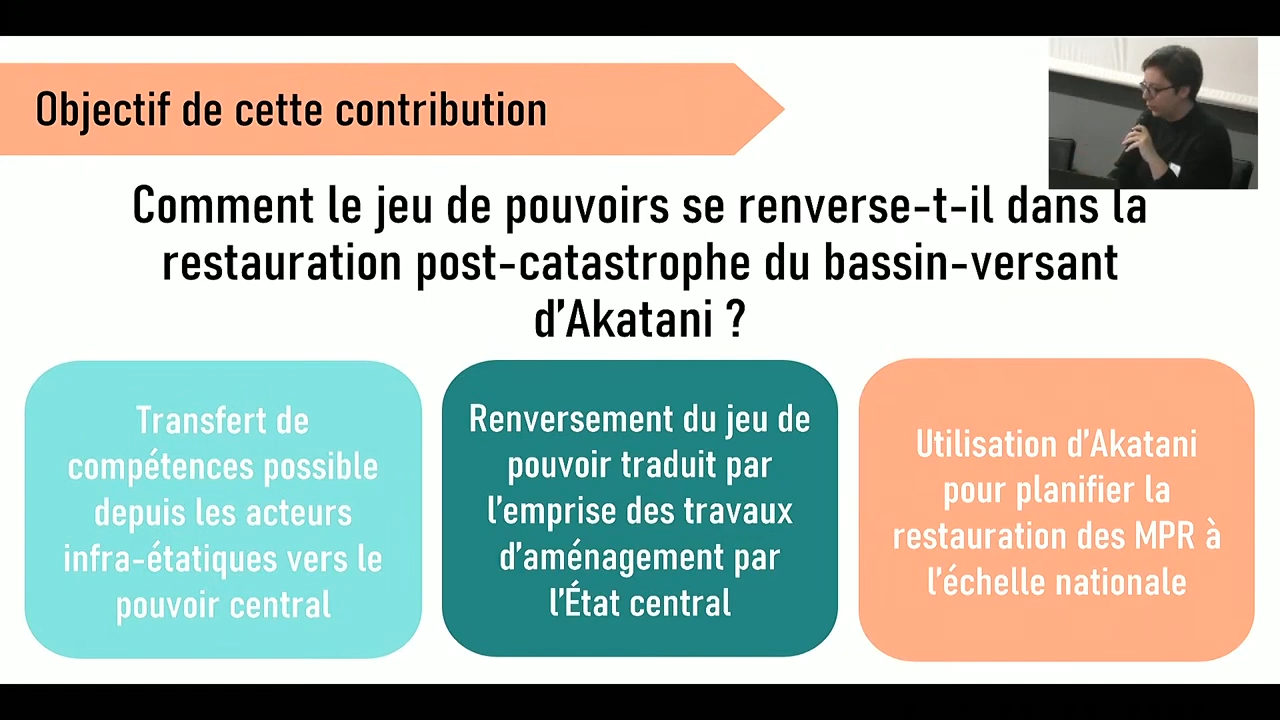 Objectif de cette contribution
Comment le jeu de pouvoirs se renverse-t-il dans la
restauration post-catastrophe du bassin-versant
d'Akatani ?
Transfert de
compétences possible
depuis les acteurs
infra-étatiques vers le
pouvoir central
Renversement du jeu de
pouvoir traduit par
l'emprise des travaux
d'aménagement par
l'État central
Utilisation d'Akatani
pour planifier la
restauration des MPR à
l'échelle nationale